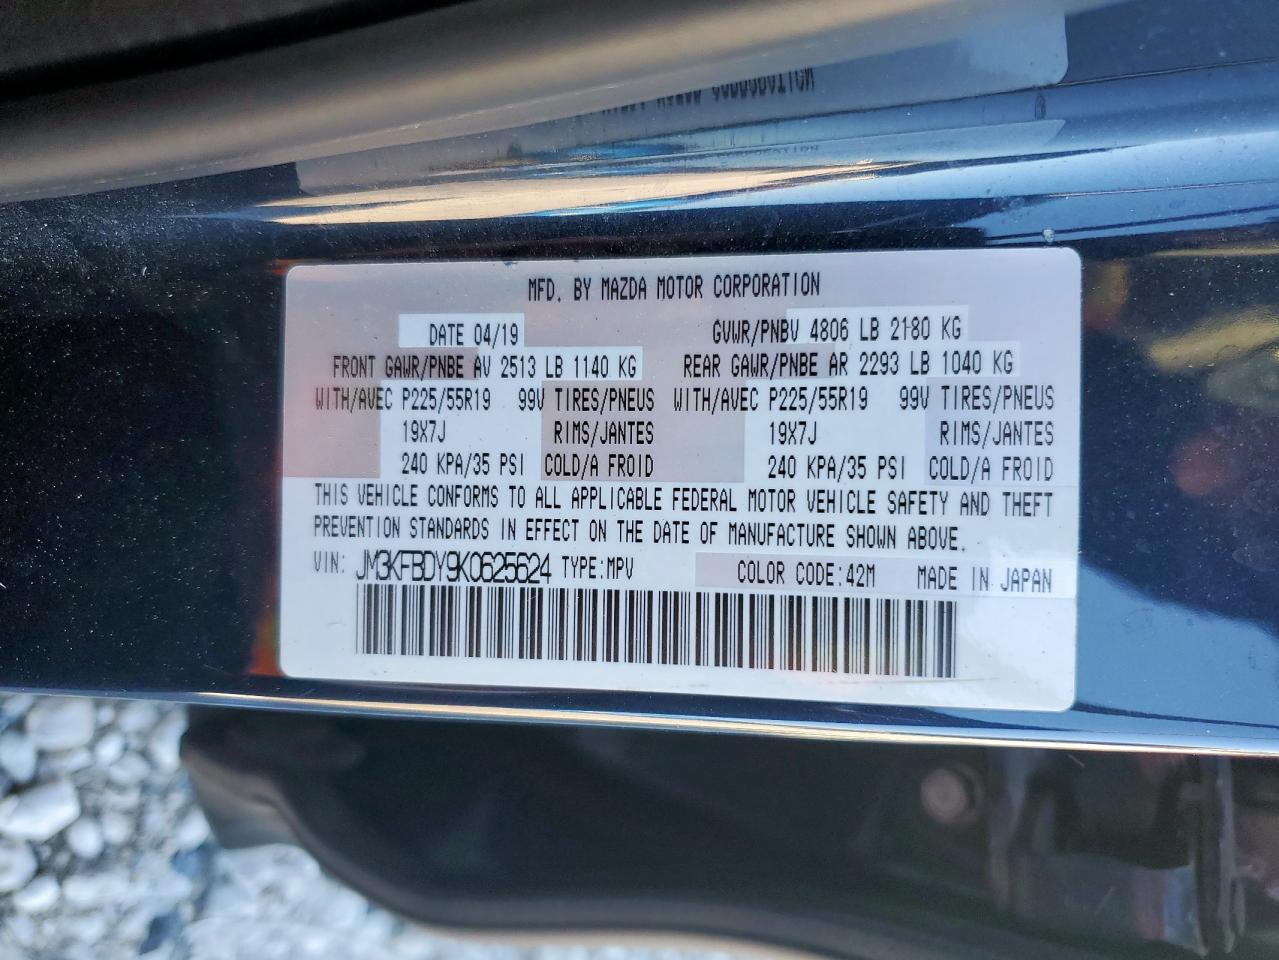 MFD. BY MAZDA MOTOR CORPORATION
DATE 04/19 GVWR/PNBV 4806 LB 2180 KG
FRONT GAWR/PNBE AV 2513 LB 1140 KG REAR GAWR/PNBE AR 2293 LB 1040 KG
WITH/AVEC P225/55R19 99V TIRES/PNEUS WITH/AVEC P225/55R19 99V TIRES/PNEUS
19X7J RIMS/JANTES 19X7J RIMS/JANTES
240 KPA/35 PSI COLD/A FROID 240 KPA/35 PSI COLD/A FROID
THIS VEHICLE CONFORMS TO ALL APPLICABLE FEDERAL MOTOR VEHICLE SAFETY AND THEFT
PREVENTION STANDARDS IN EFFECT ON THE DATE OF MANUFACTURE SHOWN ABOVE.
VIN: JM3KFBDY9K0625624 TYPE:MPV COLOR CODE:42M MADE IN JAPAN